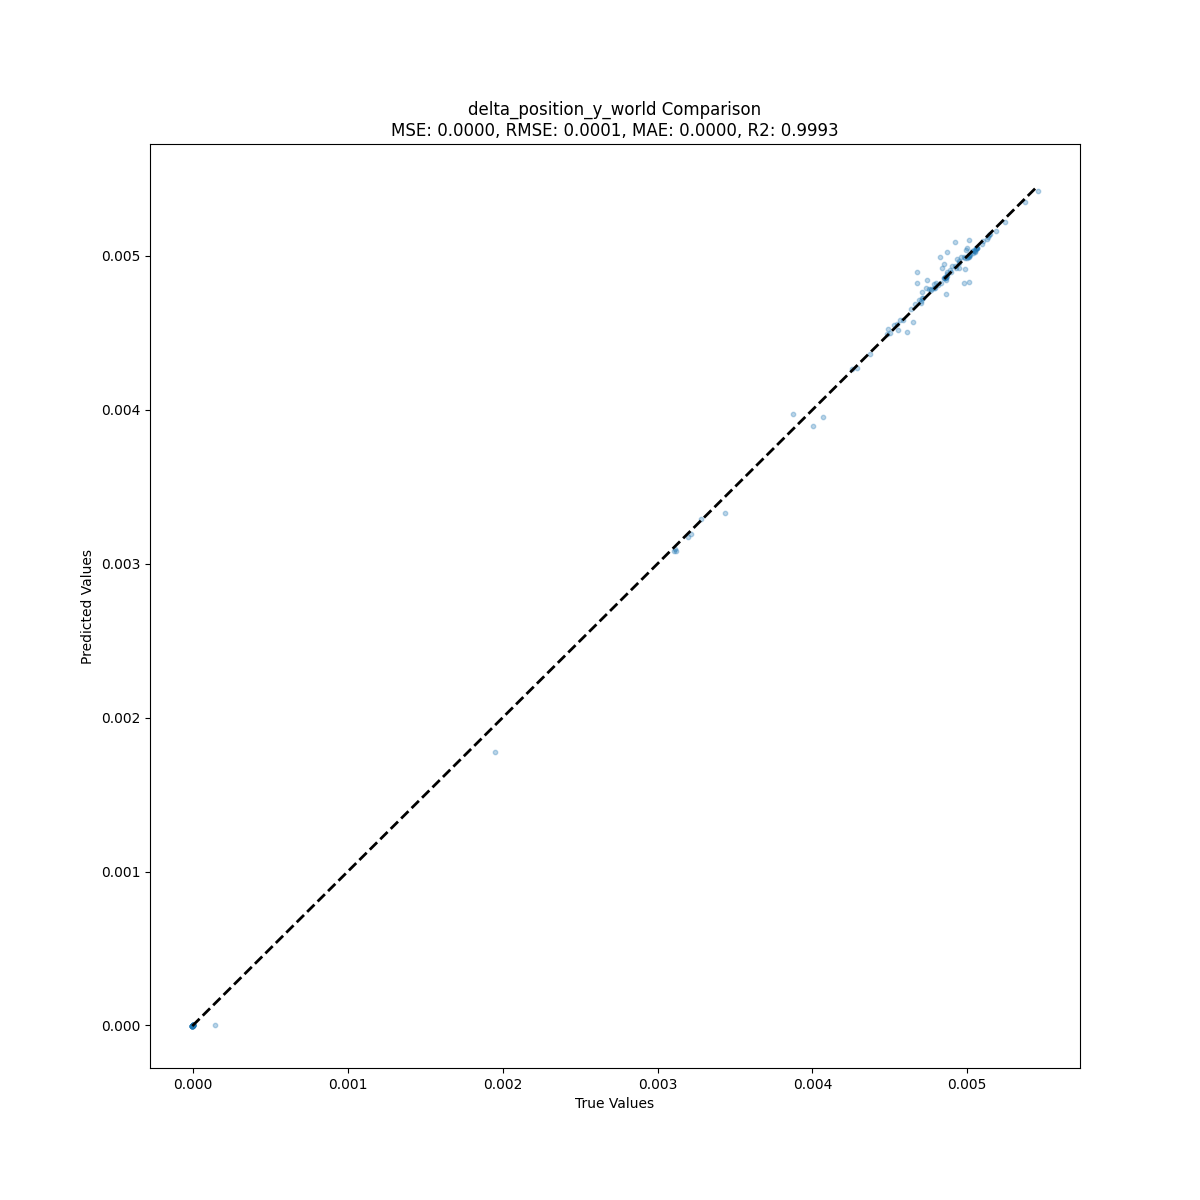 delta_position_y_world Comparison
MSE: 0.0000, RMSE: 0.0001, MAE: 0.0000, R2: 0.9993
0.005
0.004
0.003
0.002
0.001
0.000
Predicted Values
0.000 0.001 0.002 0.003 0.004 0.005
True Values